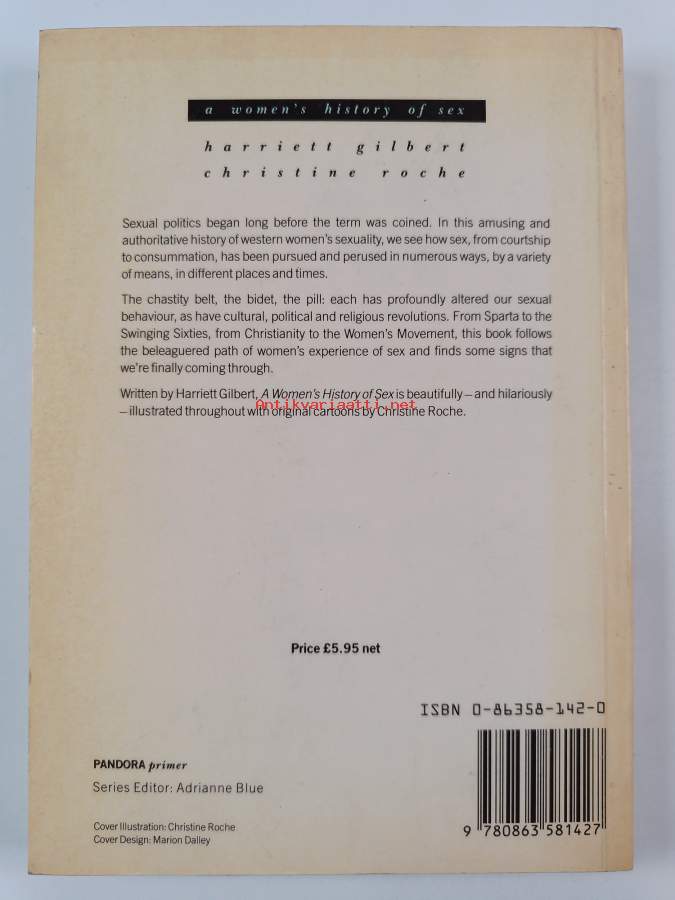 a women's history of sex
harriett gilbert
christine roche
Sexual politics began long before the term was coined. In this amusing and
authoritative history of western women's sexuality, we see how sex, from courtship
to consummation, has been pursued and perused in numerous ways, by a variety
of means, in different places and times.
The chastity belt, the bidet, the pill: each has profoundly altered our sexual
behaviour, as have cultural, political and religious revolutions. From Sparta to the
Swinging Sixties, from Christianity to the Women's Movement, this book follows
the beleaguered path of women's experience of sex and finds some signs that
we're finally coming through.
Written by Harriett Gilbert, A Women's History of Sex is beautifully—and hilariously
Antikvariaatti.net
—illustrated throughout with original cartoons by Christine Roche.
Price £5.95 net
ISBN 0-86358-142-0
PANDORA primer
Series Editor: Adrianne Blue
Cover Illustration: Christine Roche
Cover Design: Marion Dalley
9 780863 581427